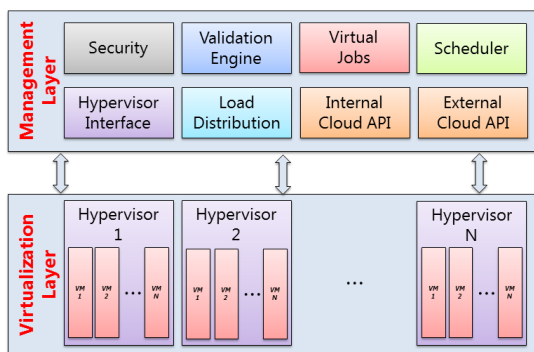 Management
Layer
Security
Validation
Engine
Virtual
Jobs
Scheduler
Hypervisor
Interface
Load
Distribution
Internal
Cloud API
External
Cloud API
Virtualization
Layer
Hypervisor
1
VM
1
VM
2
...
VM
N
Hypervisor
2
VM
1
VM
2
...
VM
N
...
Hypervisor
N
VM
1
VM
2
...
VM
N